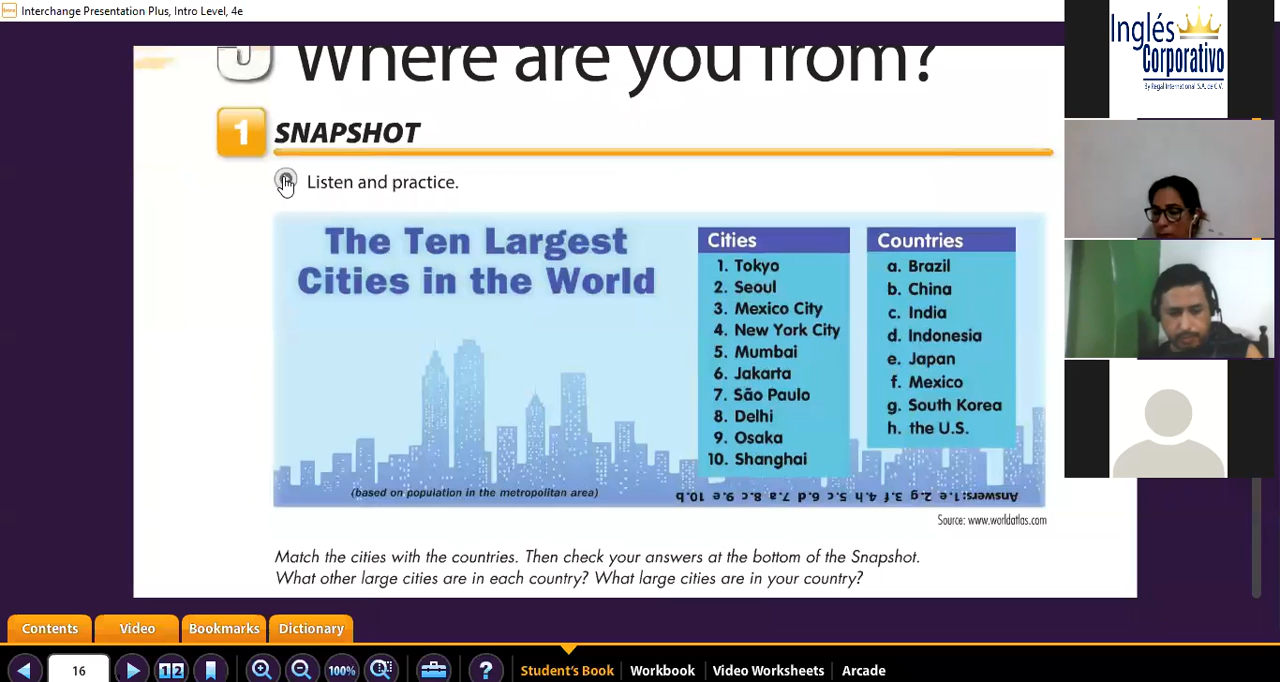 Interchange Presentation Plus, Intro Level, 4e
Inglés
Corporativo
By Regal International S.A. de C.V.
3 Where are you from?
1 SNAPSHOT
Listen and practice.
The Ten Largest
Cities in the World
Cities
1. Tokyo
2. Seoul
3. Mexico City
4. New York City
5. Mumbai
6. Jakarta
7. São Paulo
8. Delhi
9. Osaka
10. Shanghai
Countries
a. Brazil
b. China
c. India
d. Indonesia
e. Japan
f. Mexico
g. South Korea
h. the U.S.
(based on population in the metropolitan area)
Answers: 1. e 2. g 3. f 4. h 5. c 6. d 7. a 8. c 9. e 10. b
Source: www.worldatlas.com
Match the cities with the countries. Then check your answers at the bottom of the Snapshot.
What other large cities are in each country? What large cities are in your country?
Contents Video Bookmarks Dictionary
16 12 100% ? Student's Book Workbook Video Worksheets Arcade